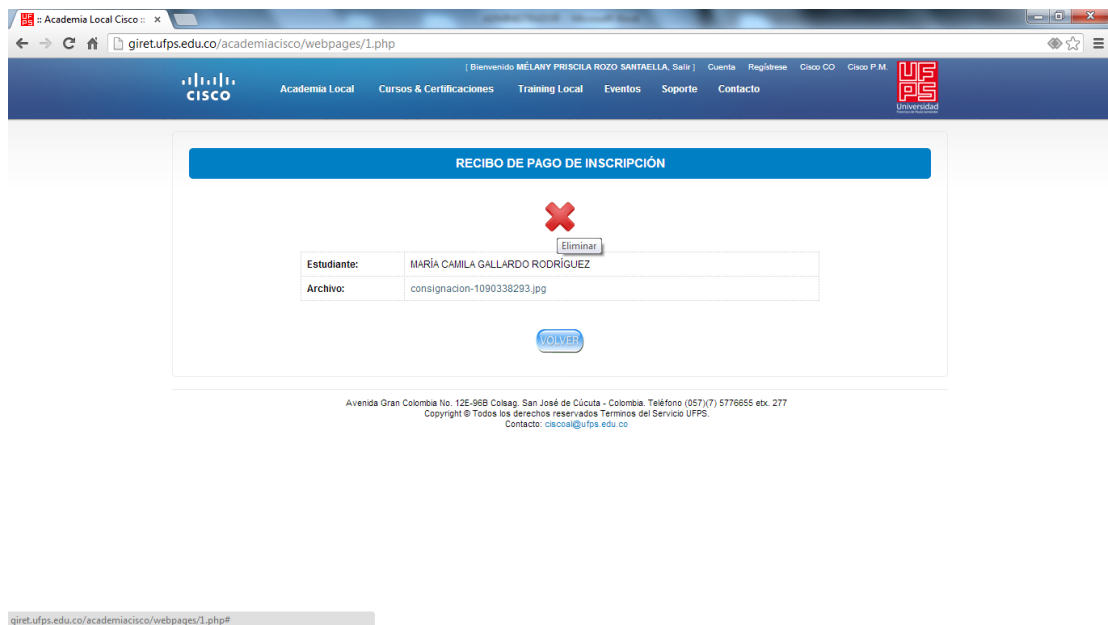 :: Academia Local Cisco ::
giret.ufps.edu.co/academiacisco/webpages/1.php
[ Bienvenido MÉLANY PRISCILA ROZO SANTAELLA, Salir ] Cuenta Regístrese Cisco CO Cisco P.M.
CISCO
Academia Local Cursos & Certificaciones Training Local Eventos Soporte Contacto
UFPS
Universidad
RECIBO DE PAGO DE INSCRIPCIÓN
Eliminar
Estudiante: MARÍA CAMILA GALLARDO RODRÍGUEZ
Archivo: consignacion-1090338293.jpg
VOLVER
Avenida Gran Colombia No. 12E-96B Colsag. San José de Cúcuta - Colombia. Teléfono (057)(7) 5776655 etx. 277
Copyright © Todos los derechos reservados Terminos del Servicio UFPS.
Contacto: ciscoal@ufps.edu.co
giret.ufps.edu.co/academiacisco/webpages/1.php#